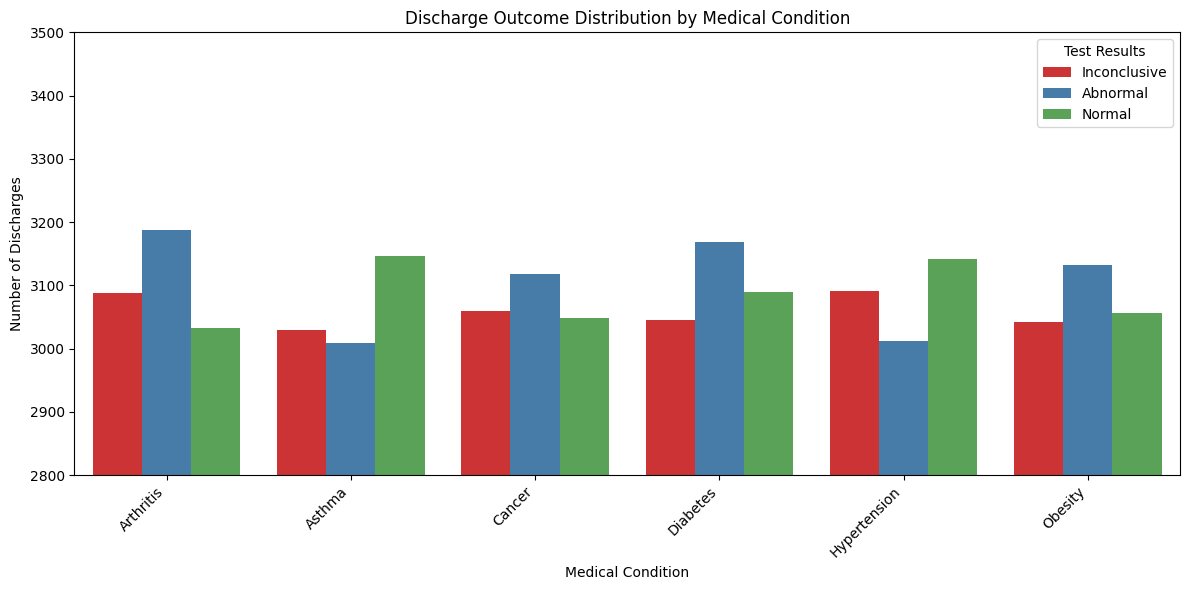 Discharge Outcome Distribution by Medical Condition
Number of Discharges
3500
3400
3300
3200
3100
3000
2900
2800
Test Results
Inconclusive
Abnormal
Normal
Arthritis
Asthma
Cancer
Diabetes
Hypertension
Obesity
Medical Condition